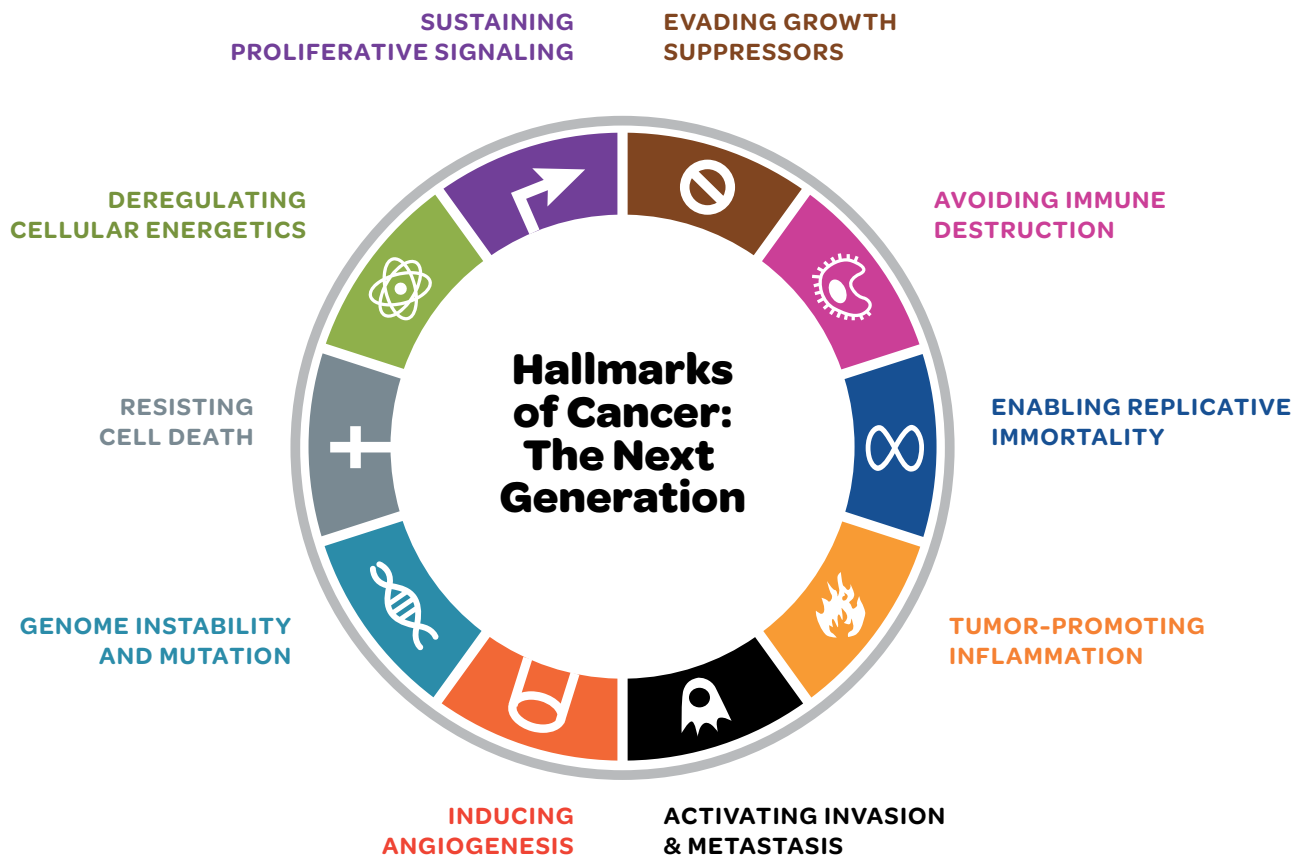 SUSTAINING
PROLIFERATIVE SIGNALING
EVADING GROWTH
SUPPRESSORS
DEREGULATING
CELLULAR ENERGETICS
AVOIDING IMMUNE
DESTRUCTION
Hallmarks
of Cancer:
The Next
Generation
RESISTING
CELL DEATH
ENABLING REPLICATIVE
IMMORTALITY
GENOME INSTABILITY
AND MUTATION
TUMOR-PROMOTING
INFLAMMATION
INDUCING
ANGIOGENESIS
ACTIVATING INVASION
& METASTASIS